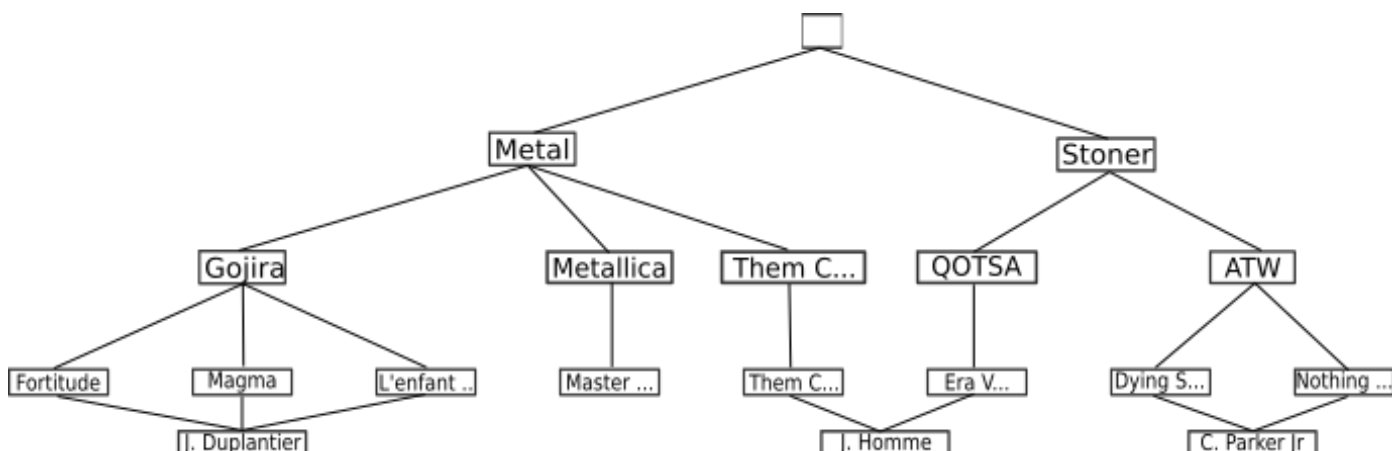 Metal
Stoner
Gojira
Metallica
Them C...
QOTSA
ATW
Fortitude
Magma
L'enfant ..
Master ...
Them C...
Era V...
Dying S...
Nothing ...
J. Duplantier
J. Homme
C. Parker Jr